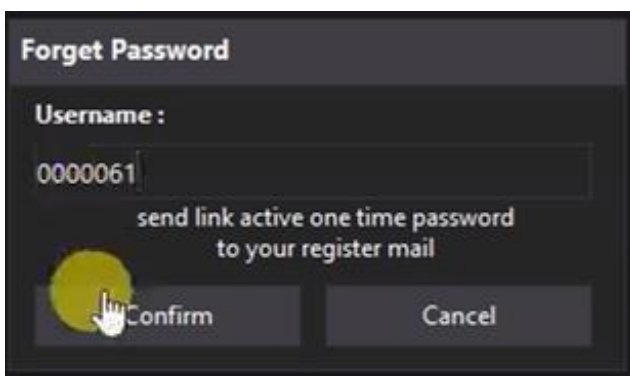 Forget Password
Username :
0000061
send link active one time password
to your register mail
Confirm
Cancel